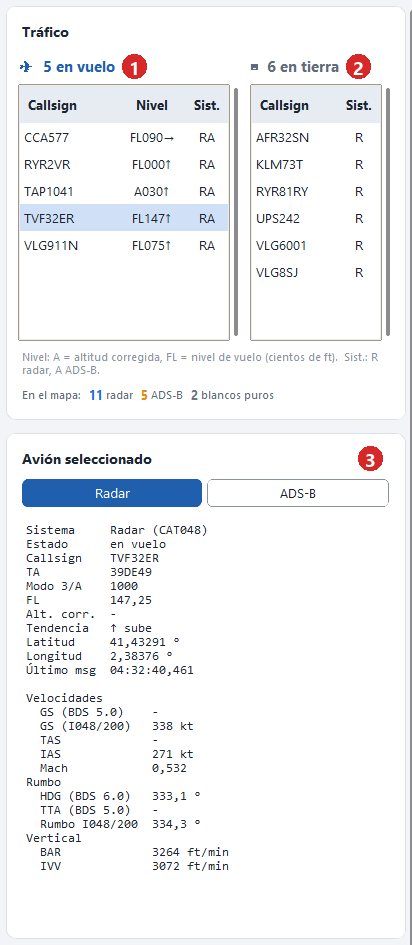 Tráfico
✈ 5 en vuelo 1
6 en tierra 2
Callsign Nivel Sist.
CCA577 FL090→ RA
RYR2VR FL000↑ RA
TAP1041 A030↑ RA
TVF32ER FL147↑ RA
VLG911N FL075↑ RA
Callsign Sist.
AFR32SN R
KLM73T R
RYR81RY R
UPS242 R
VLG6001 R
VLG8SJ R
Nivel: A = altitud corregida, FL = nivel de vuelo (cientos de ft). Sist.: R
radar, A ADS-B.
En el mapa: 11 radar 5 ADS-B 2 blancos puros
Avión seleccionado 3
Radar ADS-B
Sistema Radar (CAT048)
Estado en vuelo
Callsign TVF32ER
TA 39DE49
Modo 3/A 1000
FL 147,25
Alt. corr. -
Tendencia ↑ sube
Latitud 41,43291 º
Longitud 2,38376 º
Último msg 04:32:40,461
Velocidades
GS (BDS 5.0) -
GS (I048/200) 338 kt
TAS -
IAS 271 kt
Mach 0,532
Rumbo
HDG (BDS 6.0) 333,1 º
TTA (BDS 5.0) -
Rumbo I048/200 334,3 º
Vertical
BAR 3264 ft/min
IVV 3072 ft/min